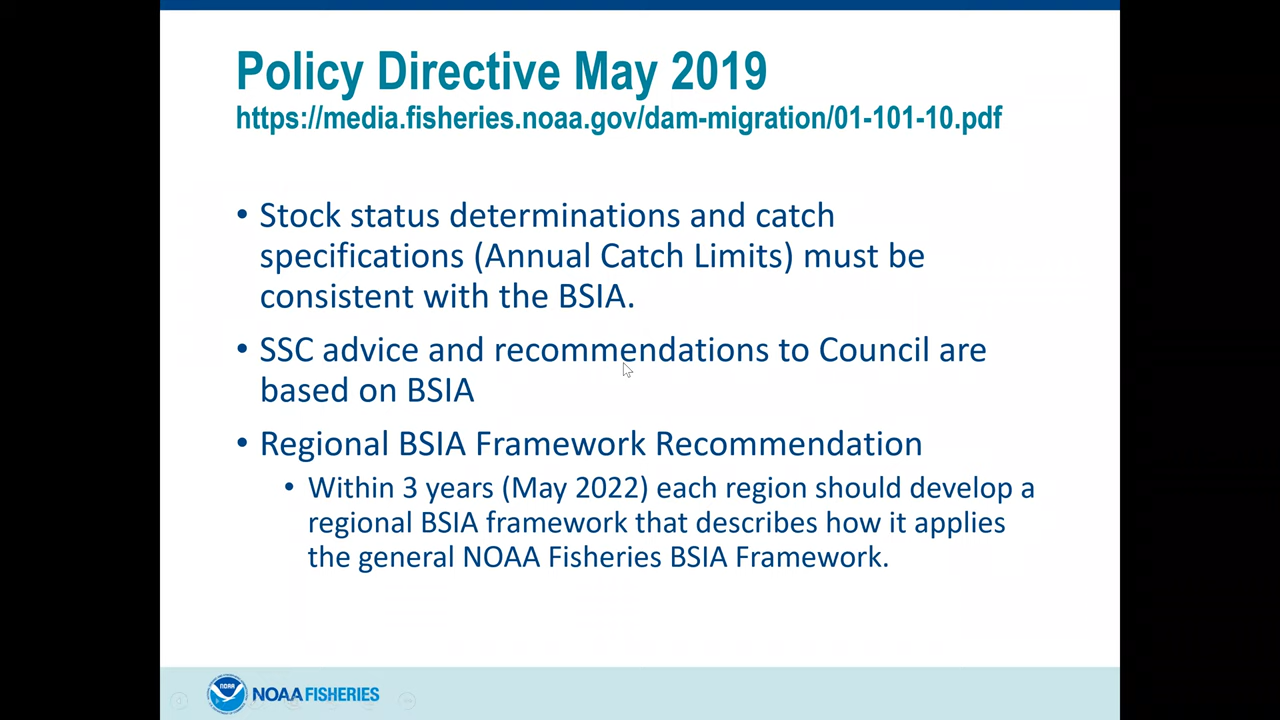 Policy Directive May 2019
https://media.fisheries.noaa.gov/dam-migration/01-101-10.pdf
• Stock status determinations and catch
specifications (Annual Catch Limits) must be
consistent with the BSIA.
• SSC advice and recommendations to Council are
based on BSIA
• Regional BSIA Framework Recommendation
• Within 3 years (May 2022) each region should develop a
regional BSIA framework that describes how it applies
the general NOAA Fisheries BSIA Framework.
NOAA
NOAA FISHERIES